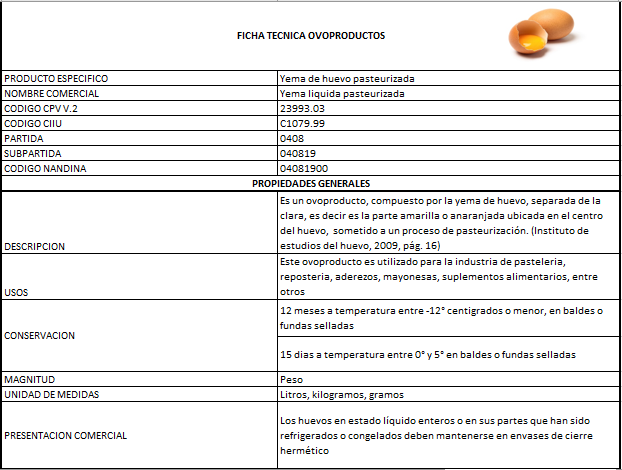 FICHA TECNICA OVOPRODUCTOS
PRODUCTO ESPECIFICO Yema de huevo pasteurizada
NOMBRE COMERCIAL Yema liquida pasteurizada
CODIGO CPV V.2 23993.03
CODIGO CIIU C1079.99
PARTIDA 0408
SUBPARTIDA 040819
CODIGO NANDINA 04081900
PROPIEDADES GENERALES
Es un ovoproducto, compuesto por la yema de huevo, separada de la
clara, es decir es la parte amarilla o anaranjada ubicada en el centro
del huevo, sometido a un proceso de pasteurización. (Instituto de
DESCRIPCION estudios del huevo, 2009, pág. 16)
Este ovoproducto es utilizado para la industria de pasteleria,
reposteria, aderezos, mayonesas, suplementos alimentarios, entre
USOS otros
12 meses a temperatura entre -12° centigrados o menor, en baldes o
fundas selladas
CONSERVACION
15 dias a temperatura entre 0° y 5° en baldes o fundas selladas
MAGNITUD Peso
UNIDAD DE MEDIDAS Litros, kilogramos, gramos
Los huevos en estado líquido enteros o en sus partes que han sido
PRESENTACION COMERCIAL refrigerados o congelados deben mantenerse en envases de cierre
hermético